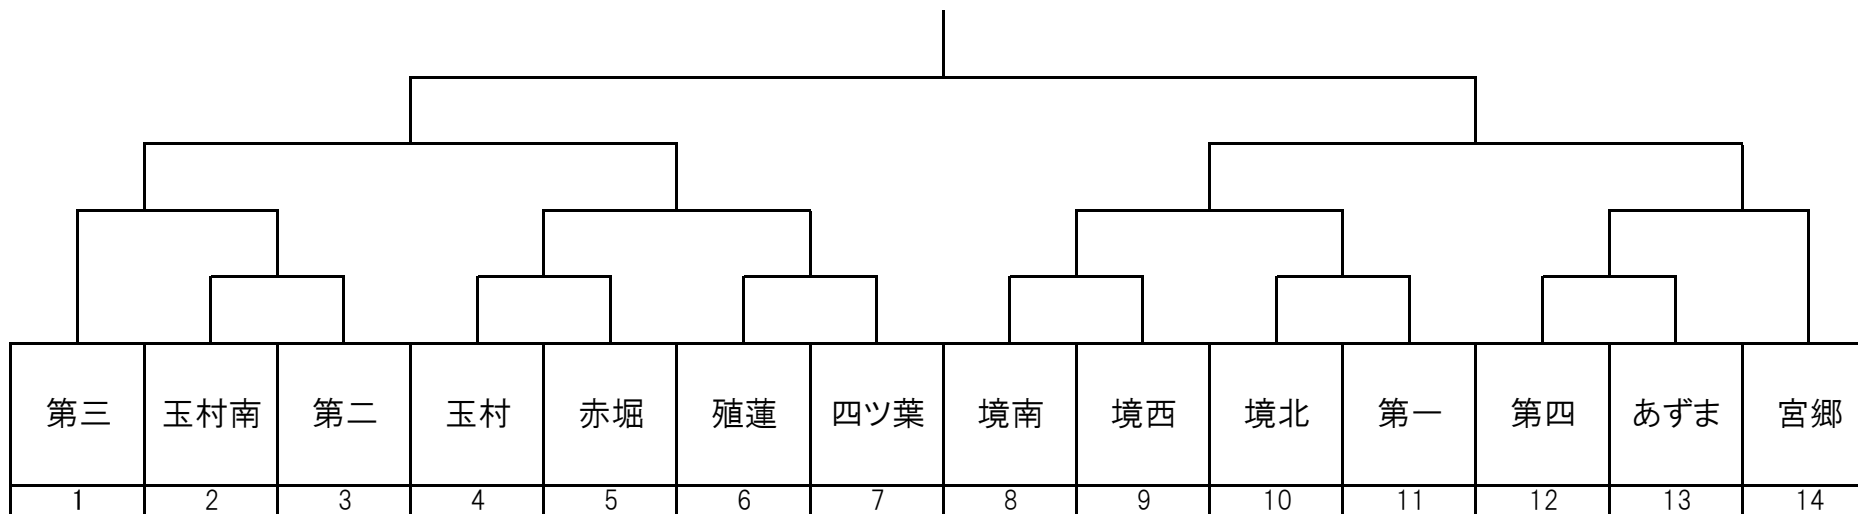 第三 玉村南 第二 玉村 赤堀 殖蓮 四ツ葉 境南 境西 境北 第一 第四 あずま 宮郷
1 2 3 4 5 6 7 8 9 10 11 12 13 14